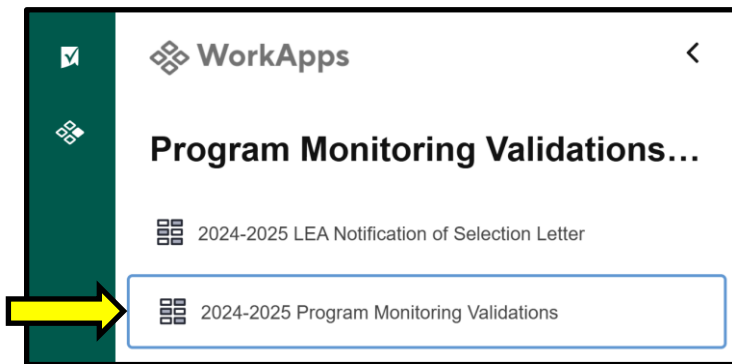 WorkApps
Program Monitoring Validations...
2024-2025 LEA Notification of Selection Letter
2024-2025 Program Monitoring Validations